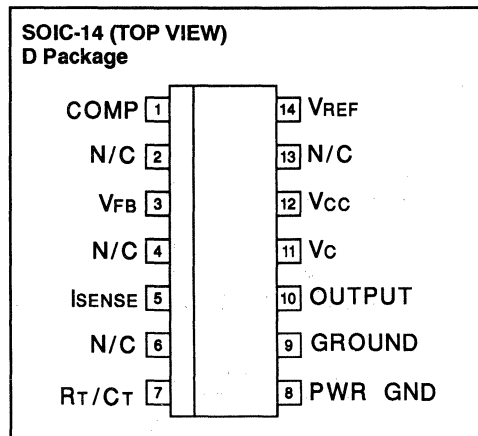 SOIC-14 (TOP VIEW)
D Package
COMP 1 14 VREF
N/C 2 13 N/C
VFB 3 12 VCC
N/C 4 11 VC
ISENSE 5 10 OUTPUT
N/C 6 9 GROUND
RT/CT 7 8 PWR GND